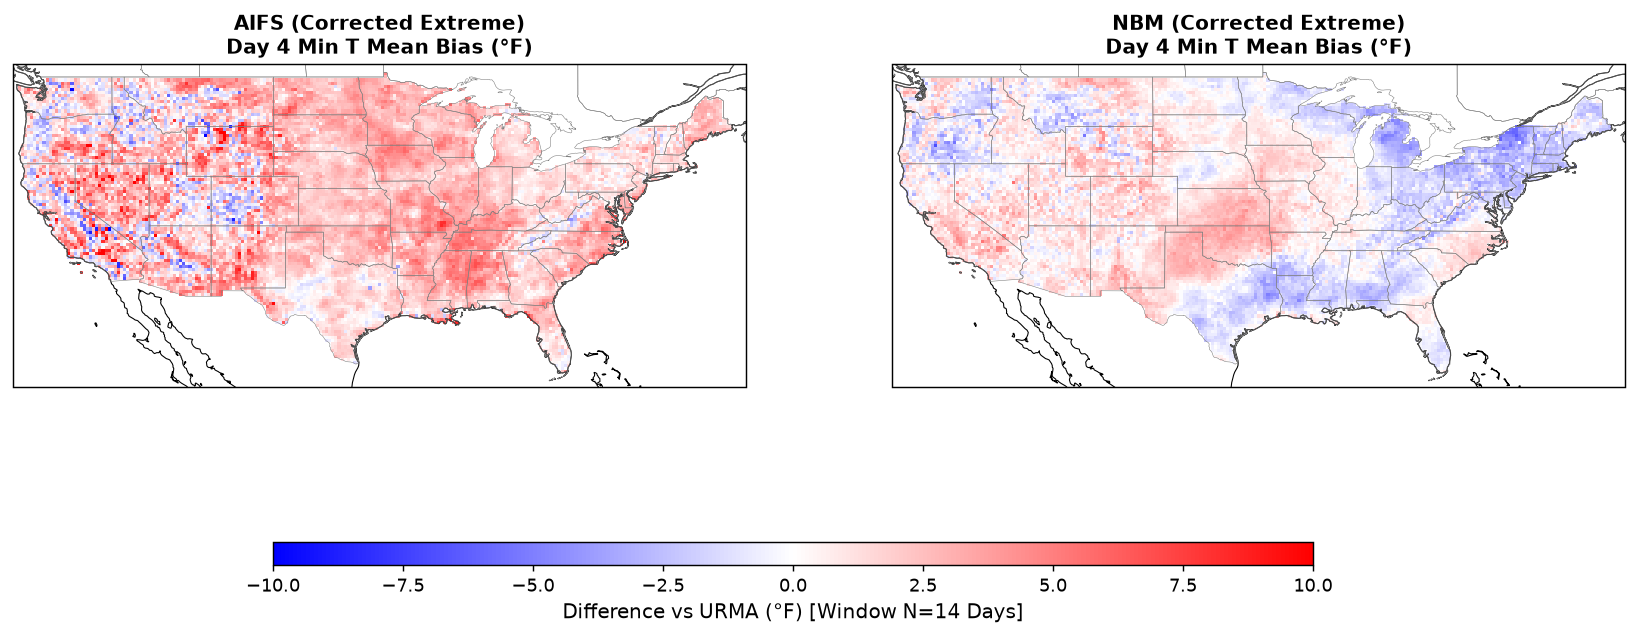 AIFS (Corrected Extreme)
Day 4 Min T Mean Bias (°F)
NBM (Corrected Extreme)
Day 4 Min T Mean Bias (°F)
−10.0 −7.5 −5.0 −2.5 0.0 2.5 5.0 7.5 10.0
Difference vs URMA (°F) [Window N=14 Days]